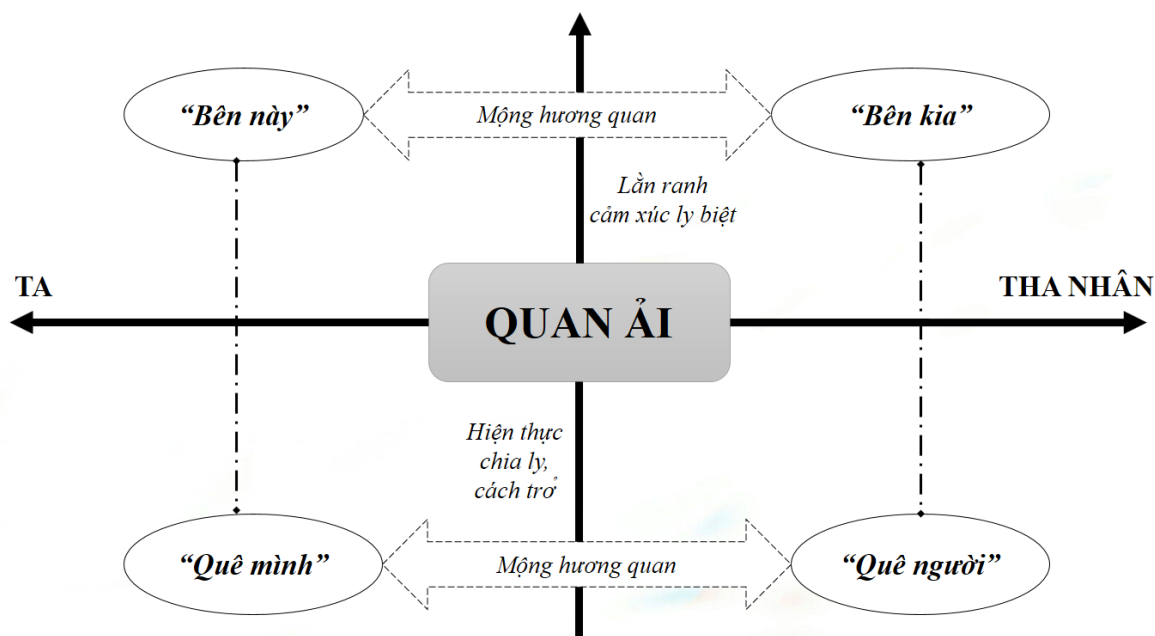 “Bên này”
Mộng hương quan
“Bên kia”
Lằn ranh
cảm xúc ly biệt
TA
THA NHÂN
QUAN ẢI
Hiện thực
chia ly,
cách trở
“Quê mình”
Mộng hương quan
“Quê người”